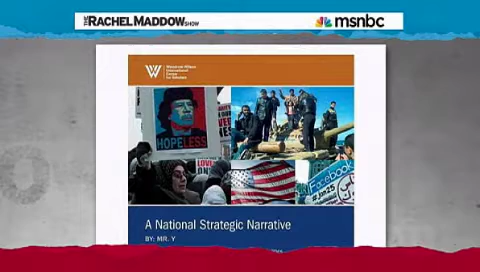 THE RACHEL MADDOW SHOW
msnbc
W
Woodrow Wilson
International
Center
for Scholars
HOPELESS
LOVE
facebook
#Jan25
A National Strategic Narrative
BY: MR. Y